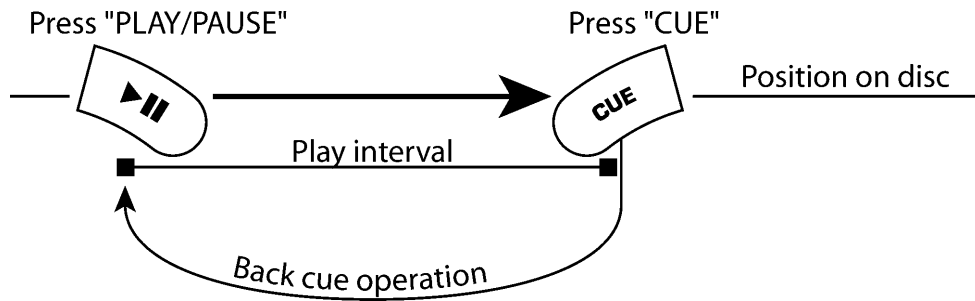 Press "PLAY/PAUSE"
Press "CUE"
Position on disc
CUE
Play interval
Back cue operation